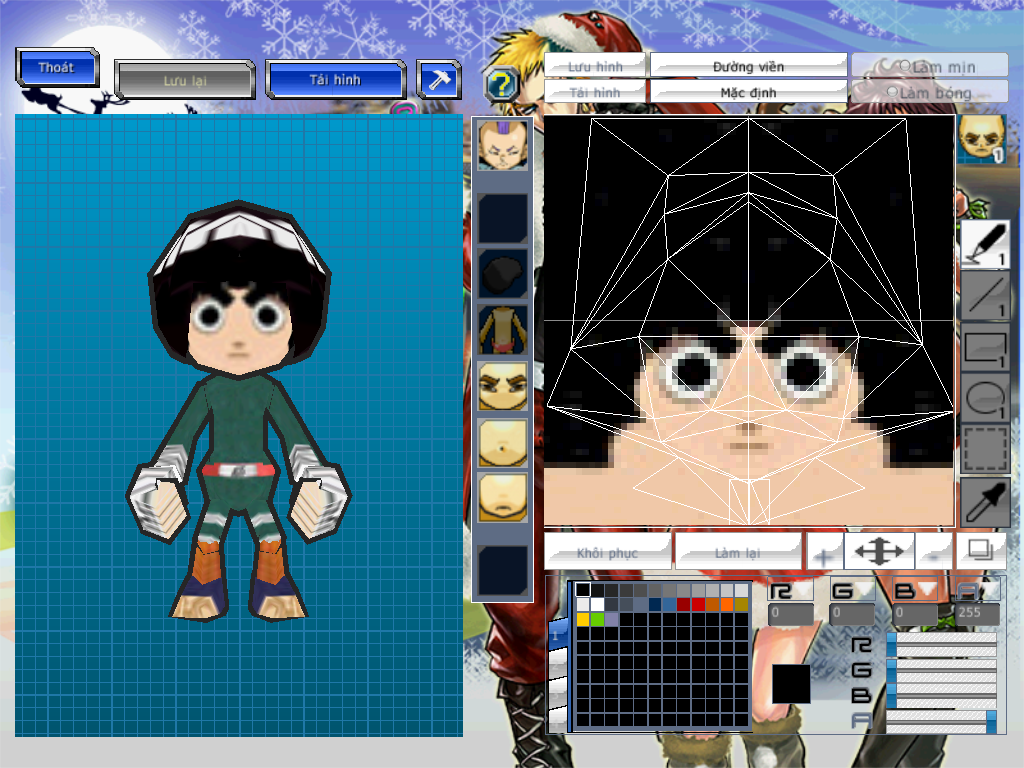 Thoát
Lưu lại
Tải hình
?
Lưu hình
Đường viền
Làm mịn
Tải hình
Mặc định
Làm bóng
1
1
1
1
1
Khôi phục
Làm lại
+
-
R
G
B
A
0
0
0
255
1
R
G
B
A